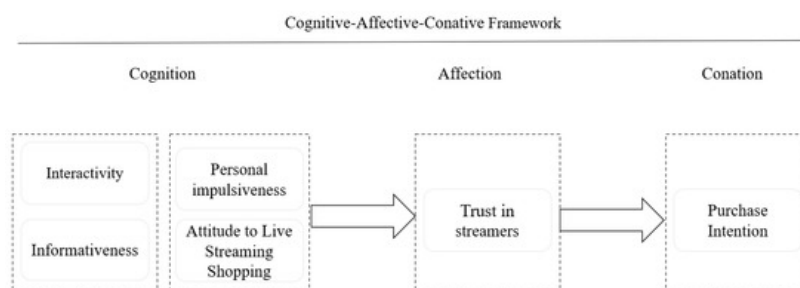 Cognitive-Affective-Conative Framework
Cognition
Affection
Conation
Interactivity
Informativeness
Personal
impulsiveness
Attitude to Live
Streaming
Shopping
Trust in
streamers
Purchase
Intention